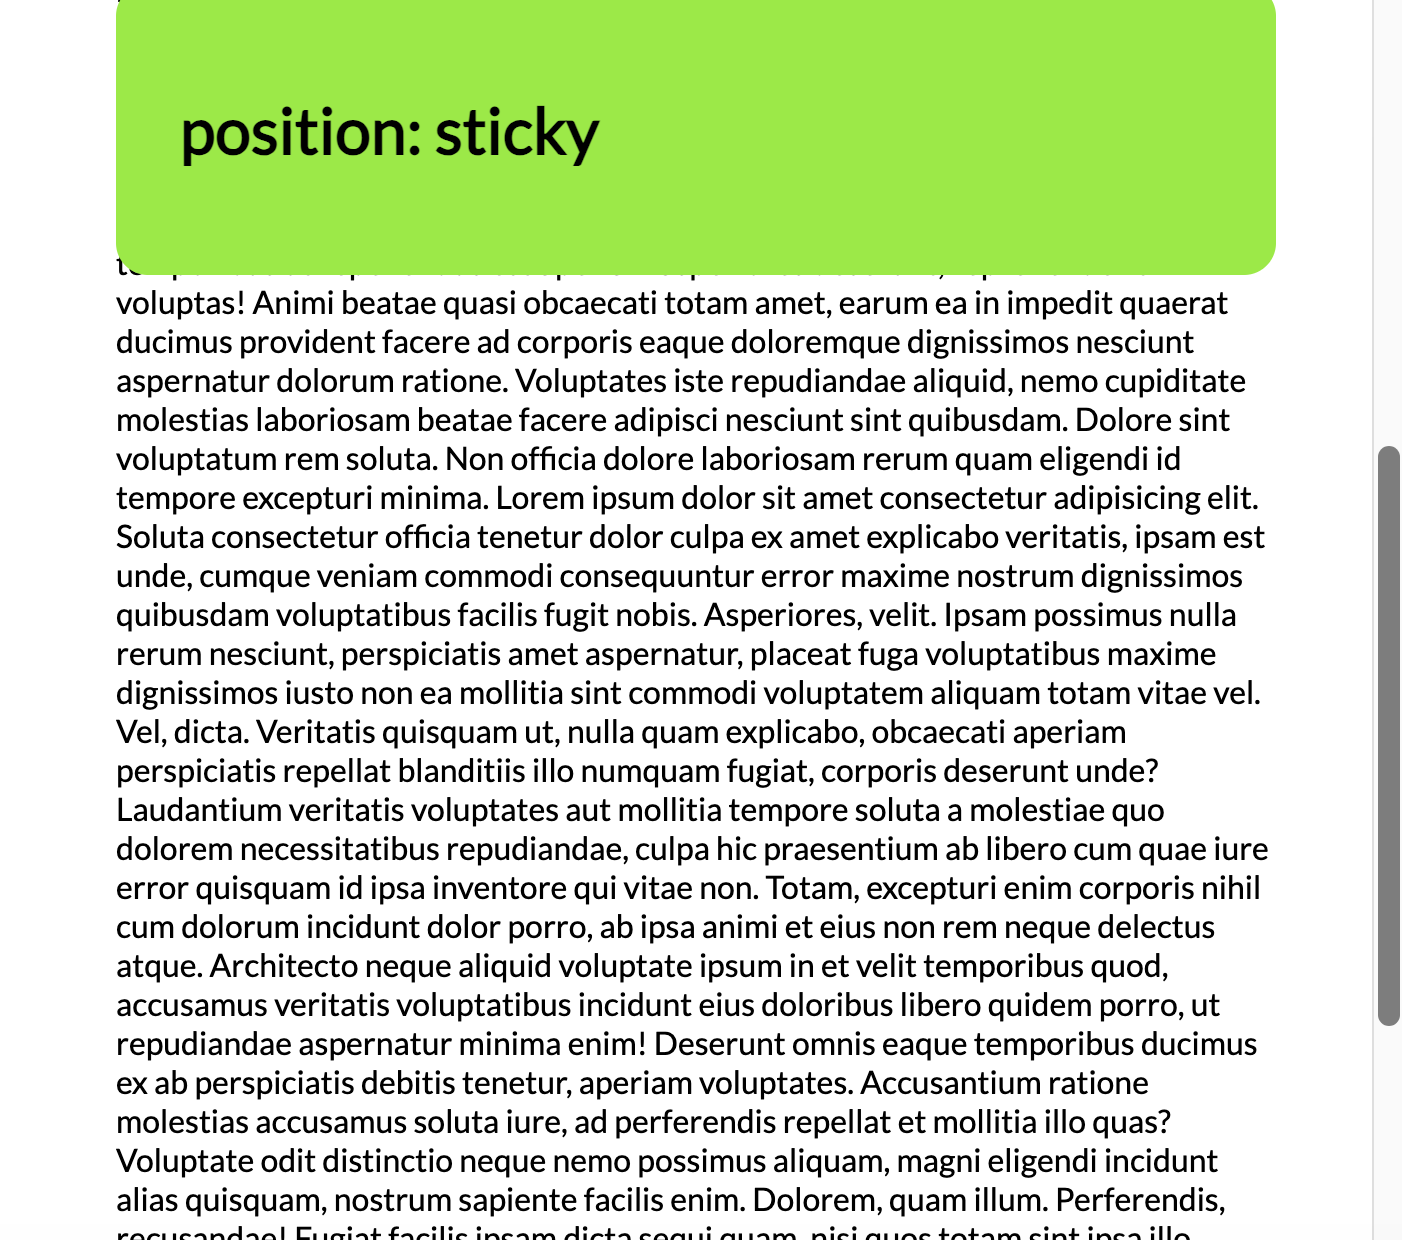 position: sticky
voluptas! Animi beatae quasi obcaecati totam amet, earum ea in impedit quaerat
ducimus provident facere ad corporis eaque doloremque dignissimos nesciunt
aspernatur dolorum ratione. Voluptates iste repudiandae aliquid, nemo cupiditate
molestias laboriosam beatae facere adipisci nesciunt sint quibusdam. Dolore sint
voluptatum rem soluta. Non officia dolore laboriosam rerum quam eligendi id
tempore excepturi minima. Lorem ipsum dolor sit amet consectetur adipisicing elit.
Soluta consectetur officia tenetur dolor culpa ex amet explicabo veritatis, ipsam est
unde, cumque veniam commodi consequuntur error maxime nostrum dignissimos
quibusdam voluptatibus facilis fugit nobis. Asperiores, velit. Ipsam possimus nulla
rerum nesciunt, perspiciatis amet aspernatur, placeat fuga voluptatibus maxime
dignissimos iusto non ea mollitia sint commodi voluptatem aliquam totam vitae vel.
Vel, dicta. Veritatis quisquam ut, nulla quam explicabo, obcaecati aperiam
perspiciatis repellat blanditiis illo numquam fugiat, corporis deserunt unde?
Laudantium veritatis voluptates aut mollitia tempore soluta a molestiae quo
dolorem necessitatibus repudiandae, culpa hic praesentium ab libero cum quae iure
error quisquam id ipsa inventore qui vitae non. Totam, excepturi enim corporis nihil
cum dolorum incidunt dolor porro, ab ipsa animi et eius non rem neque delectus
atque. Architecto neque aliquid voluptate ipsum in et velit temporibus quod,
accusamus veritatis voluptatibus incidunt eius doloribus libero quidem porro, ut
repudiandae aspernatur minima enim! Deserunt omnis eaque temporibus ducimus
ex ab perspiciatis debitis tenetur, aperiam voluptates. Accusantium ratione
molestias accusamus soluta iure, ad perferendis repellat et mollitia illo quas?
Voluptate odit distinctio neque nemo possimus aliquam, magni eligendi incidunt
alias quisquam, nostrum sapiente facilis enim. Dolorem, quam illum. Perferendis,
recusandae! Fugiat facilis ipsam dicta sequi quam, nisi quos totam sint ipsa illo